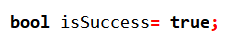 bool isSuccess= true;